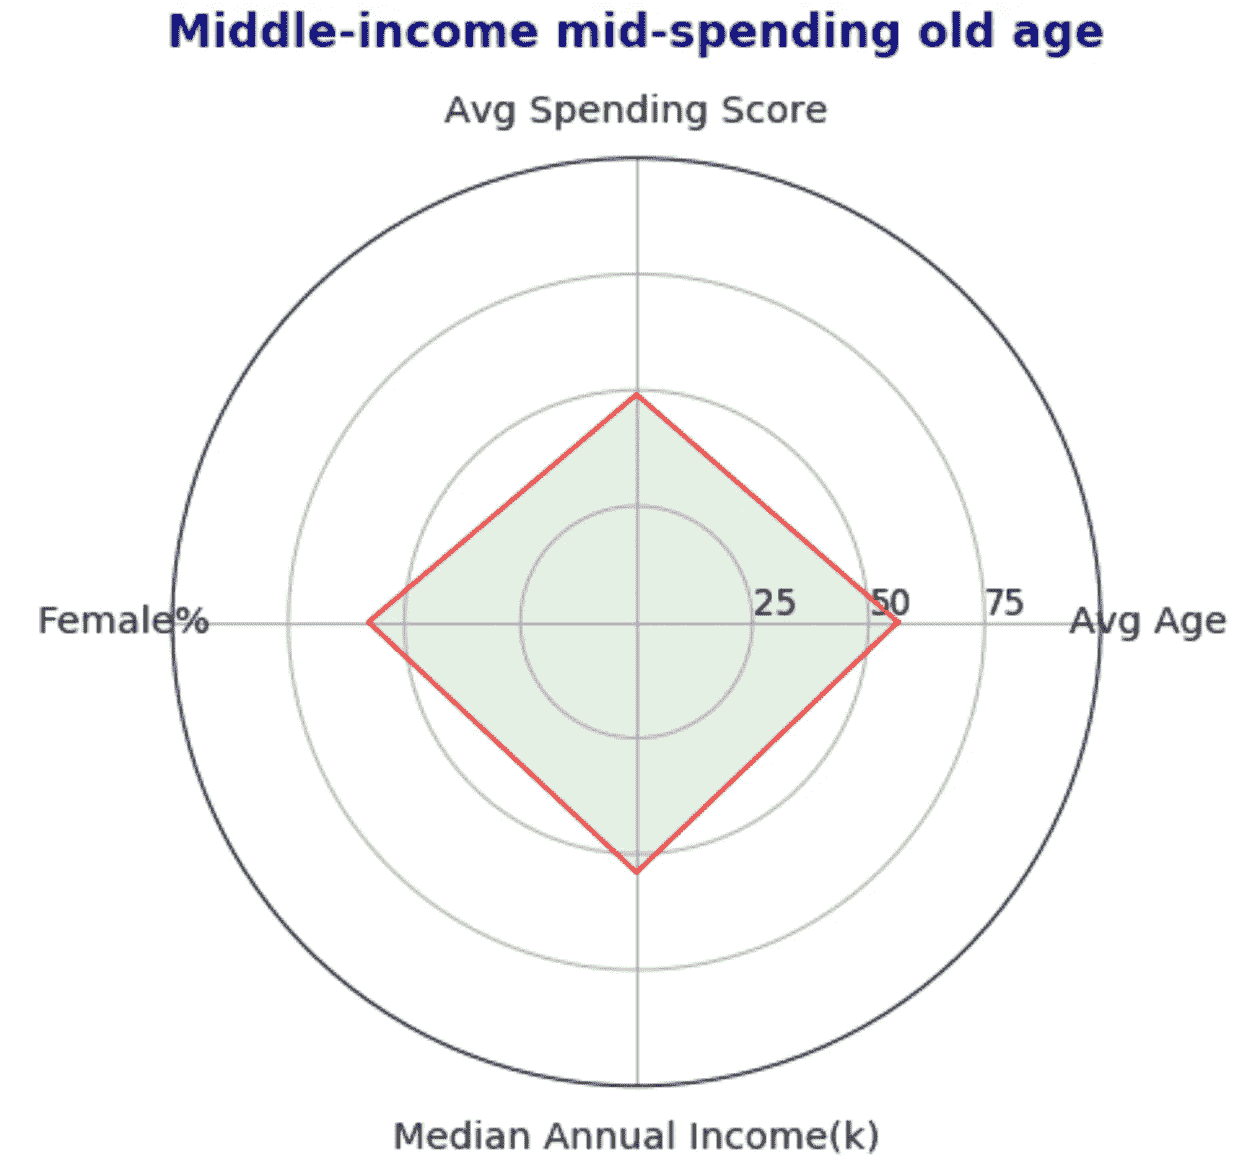 Middle-income mid-spending old age
Avg Spending Score
25 50 75
Female% Avg Age
Median Annual Income(k)